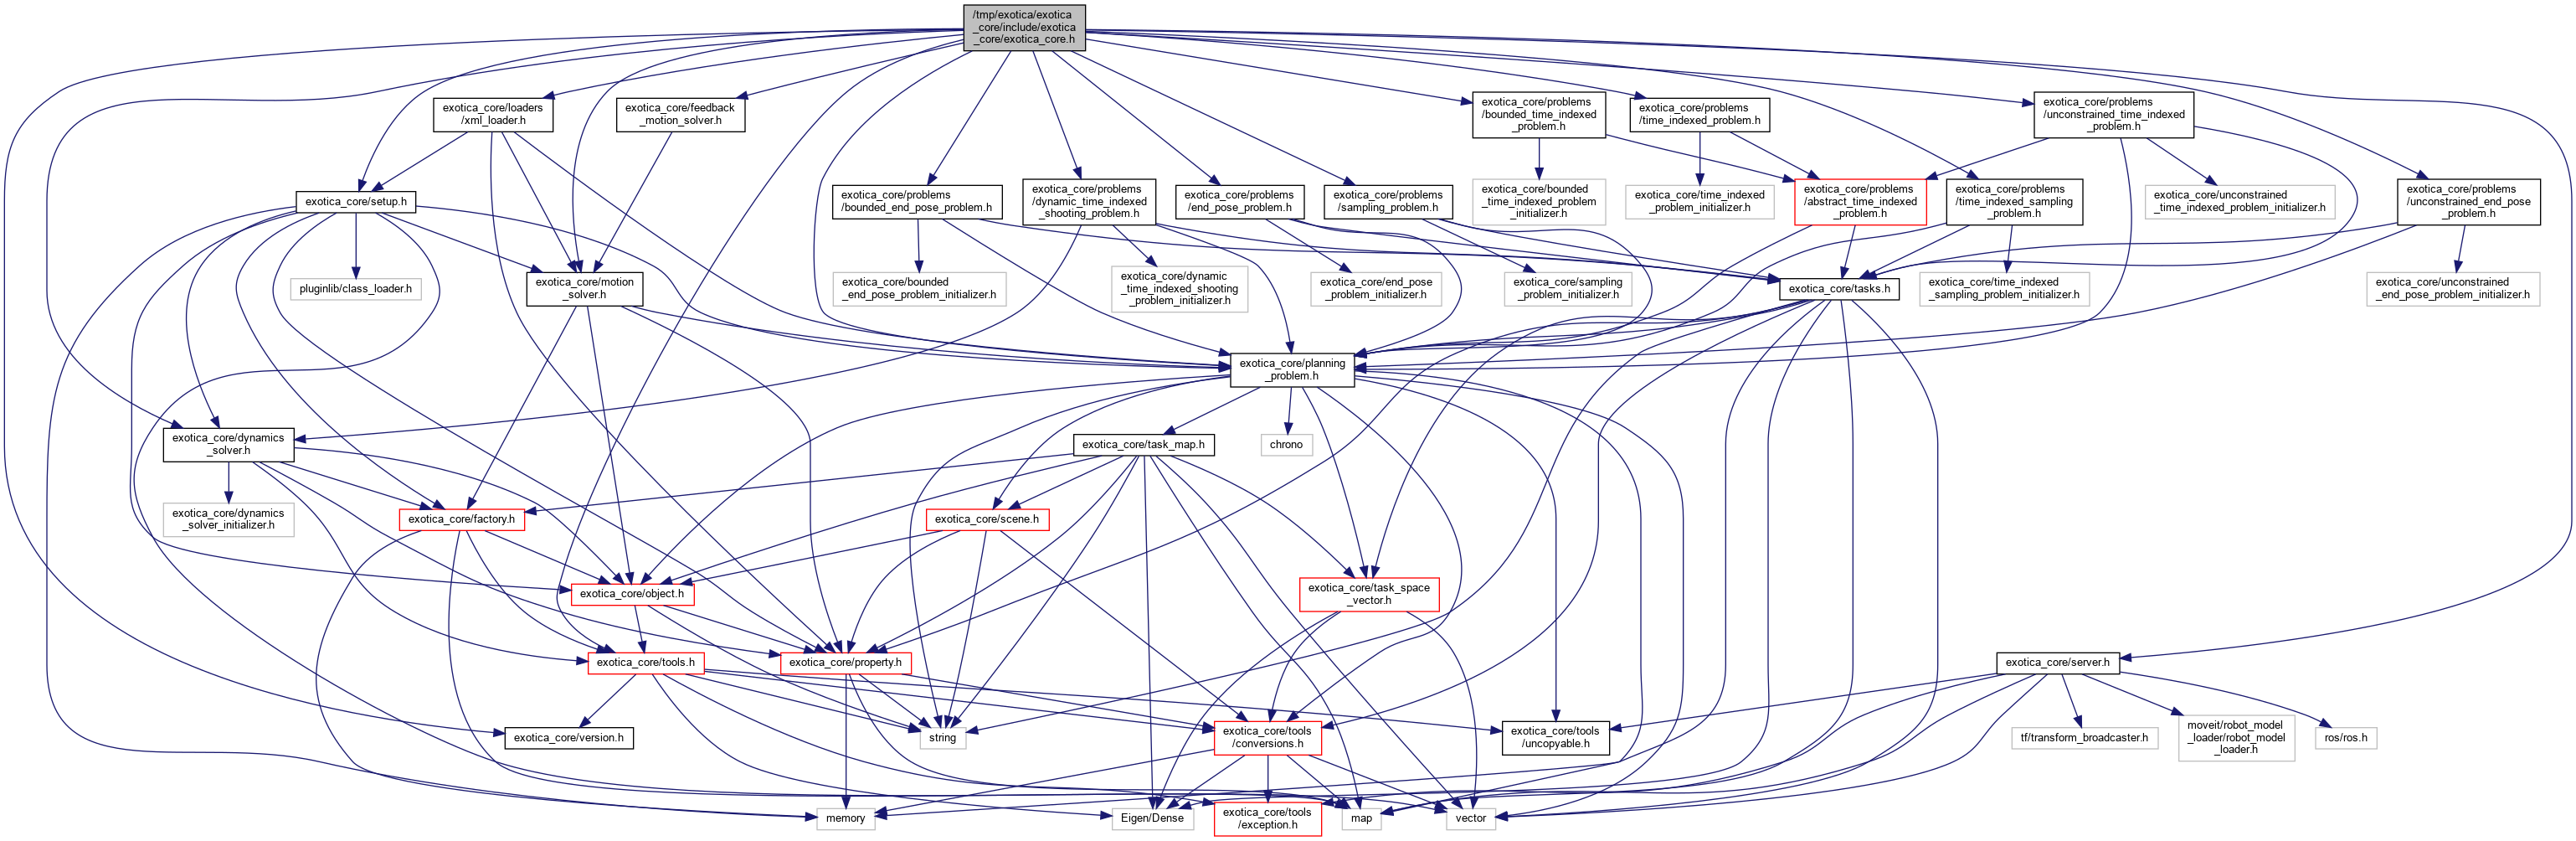 /tmp/exotica/exotica
_core/include/exotica
_core/exotica_core.h
exotica_core/loaders
/xml_loader.h
exotica_core/feedback
_motion_solver.h
exotica_core/problems
/bounded_time_indexed
_problem.h
exotica_core/problems
/time_indexed_problem.h
exotica_core/problems
/unconstrained_time_indexed
_problem.h
exotica_core/setup.h
exotica_core/problems
/bounded_end_pose_problem.h
exotica_core/problems
/dynamic_time_indexed
_shooting_problem.h
exotica_core/problems
/end_pose_problem.h
exotica_core/problems
/sampling_problem.h
exotica_core/bounded
_time_indexed_problem
_initializer.h
exotica_core/time_indexed
_problem_initializer.h
exotica_core/problems
/abstract_time_indexed
_problem.h
exotica_core/problems
/time_indexed_sampling
_problem.h
exotica_core/unconstrained
_time_indexed_problem_initializer.h
exotica_core/problems
/unconstrained_end_pose
_problem.h
pluginlib/class_loader.h
exotica_core/motion
_solver.h
exotica_core/bounded
_end_pose_problem_initializer.h
exotica_core/dynamic
_time_indexed_shooting
_problem_initializer.h
exotica_core/end_pose
_problem_initializer.h
exotica_core/sampling
_problem_initializer.h
exotica_core/tasks.h
exotica_core/time_indexed
_sampling_problem_initializer.h
exotica_core/unconstrained
_end_pose_problem_initializer.h
exotica_core/planning
_problem.h
exotica_core/dynamics
_solver.h
exotica_core/task_map.h
chrono
exotica_core/dynamics
_solver_initializer.h
exotica_core/factory.h
exotica_core/scene.h
exotica_core/object.h
exotica_core/task_space
_vector.h
exotica_core/tools.h
exotica_core/property.h
exotica_core/server.h
exotica_core/version.h
string
exotica_core/tools
/conversions.h
exotica_core/tools
/uncopyable.h
tf/transform_broadcaster.h
moveit/robot_model
_loader/robot_model
_loader.h
ros/ros.h
memory
Eigen/Dense
exotica_core/tools
/exception.h
map
vector